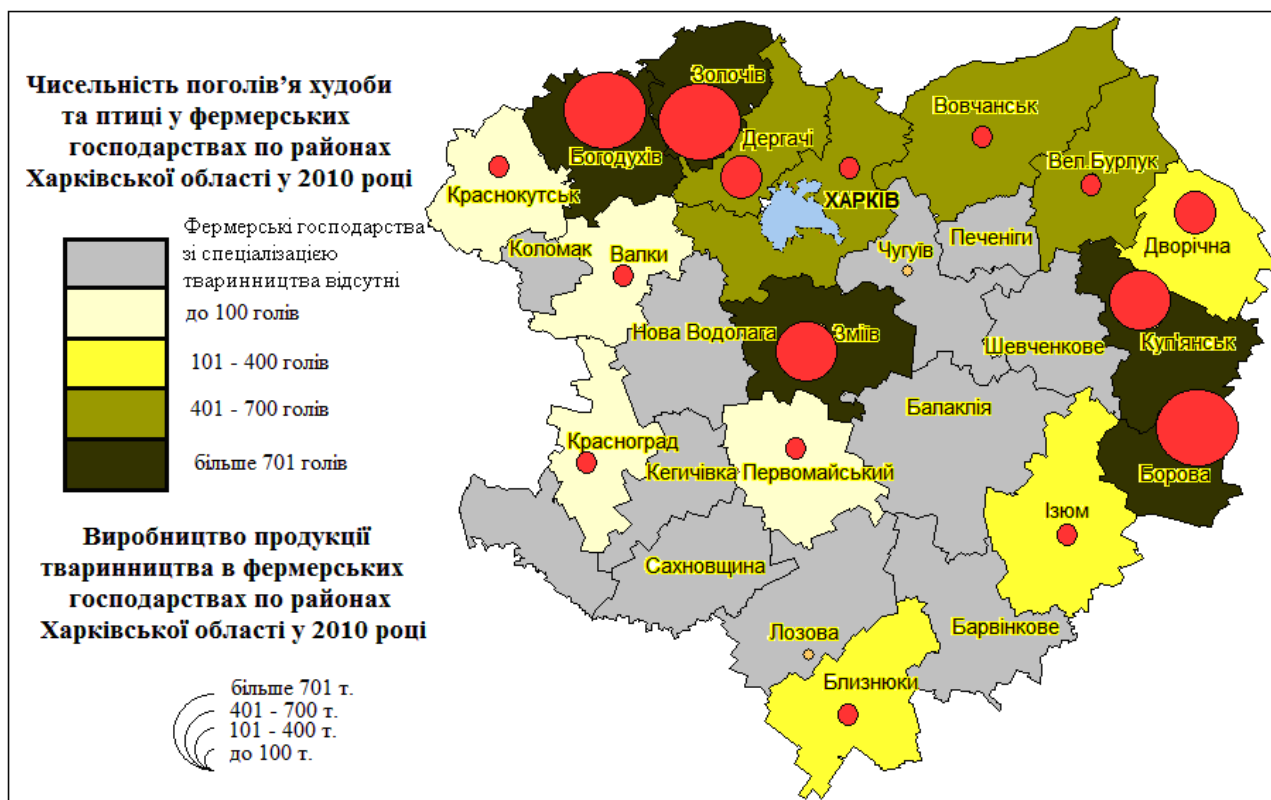 Чисельність поголів’я худоби
та птиці у фермерських
господарствах по районах
Харківської області у 2010 році
Фермерські господарства
зі спеціалізацією
тваринництва відсутні
до 100 голів
101 - 400 голів
401 - 700 голів
більше 701 голів
Виробництво продукції
тваринництва в фермерських
господарствах по районах
Харківської області у 2010 році
більше 701 т.
401 - 700 т.
101 - 400 т.
до 100 т.
Золочів
Вовчанськ
Дергачі
Богодухів
Вел.Бурлук
Краснокутськ
ХАРКІВ
Печеніги
Коломак
Валки
Чугуїв
Дворічна
Нова Водолага
Зміїв
Шевченкове
Куп'янськ
Балаклія
Красноград
Кегичівка
Первомайський
Борова
Ізюм
Сахновщина
Лозова
Барвінкове
Близнюки